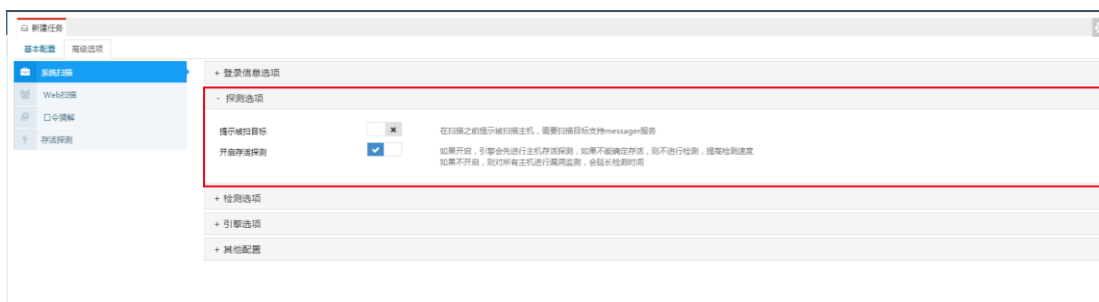 新建任务
基本配置 高级选项
系统扫描
Web扫描
口令猜解
存活探测
+ 登录信息选项
- 探测选项
提示被扫目标 在扫描之前提示被扫描主机，需要扫描目标支持messager服务
开启存活探测 如果开启，引擎会先进行主机存活探测，如果不能确定存活，则不进行检测，提高检测速度
如果不开启，则对所有主机进行漏洞监测，会延长检测时间
+ 检测选项
+ 引擎选项
+ 其他配置